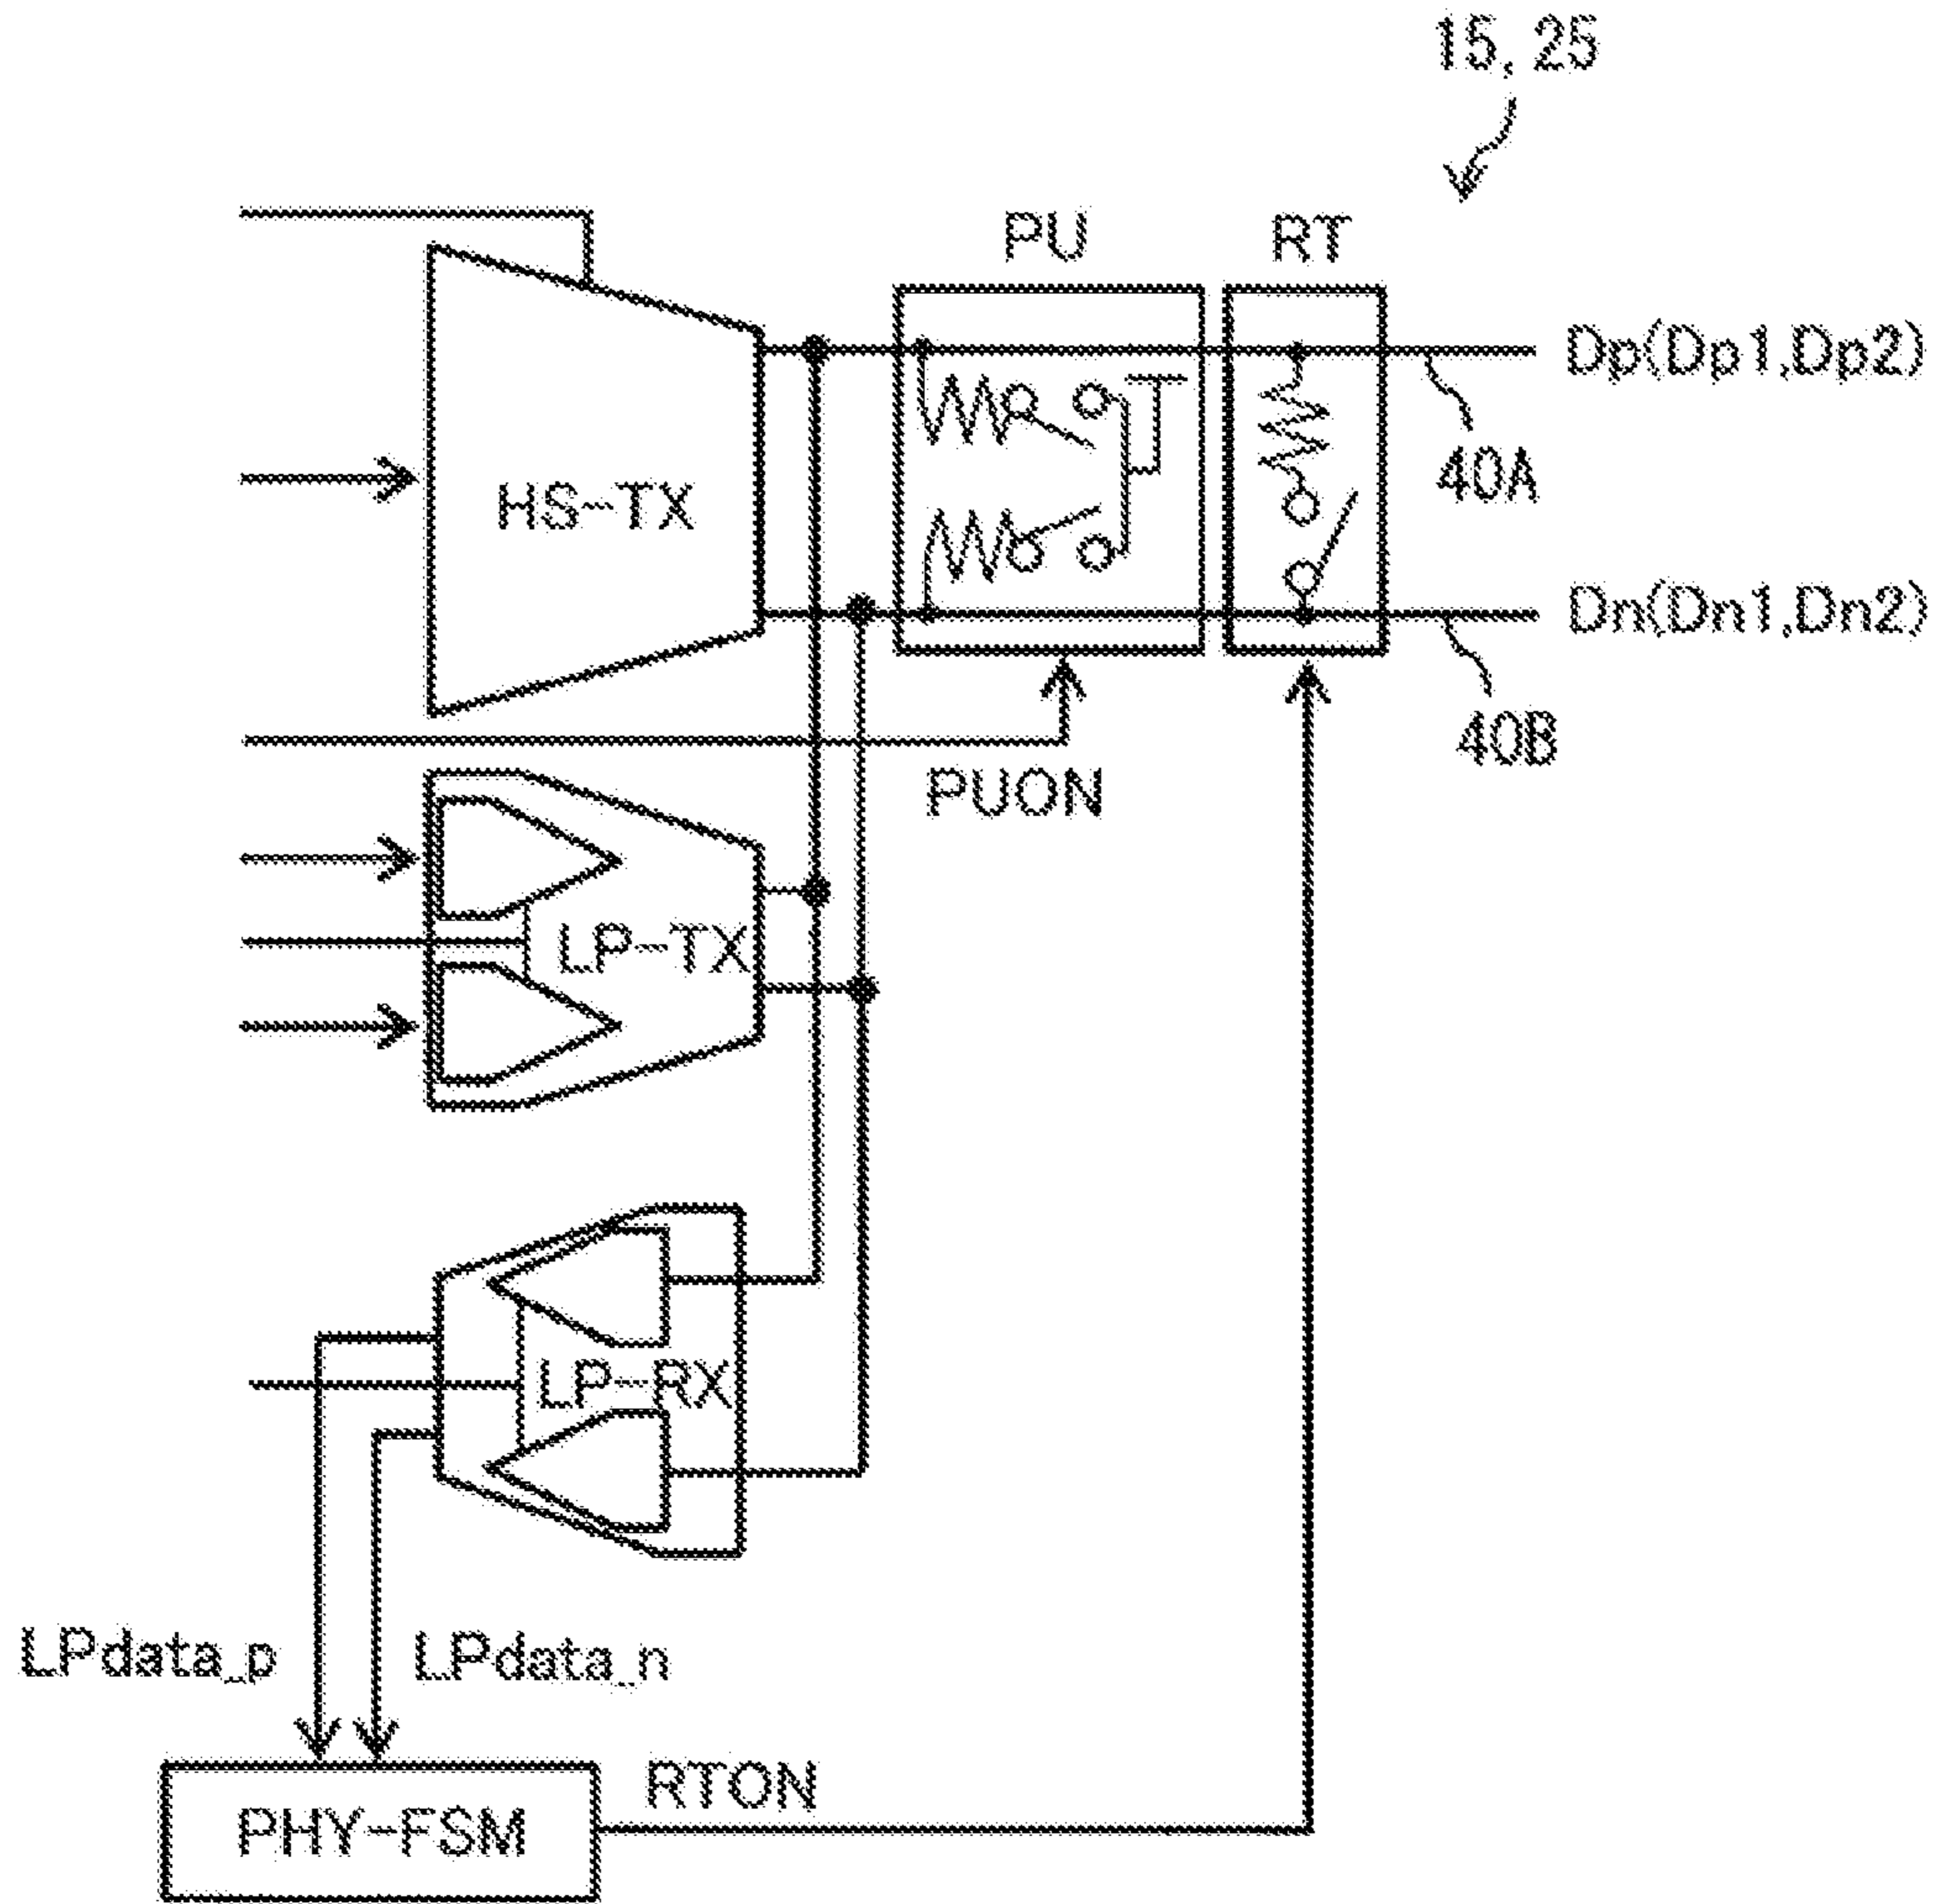 15, 25
PU
RT
Dp(Dp1,Dp2)
40A
HS-TX
Dn(Dn1,Dn2)
40B
PUON
LP-TX
LP-RX
LPdata_p
LPdata_n
RTON
PHY-FSM